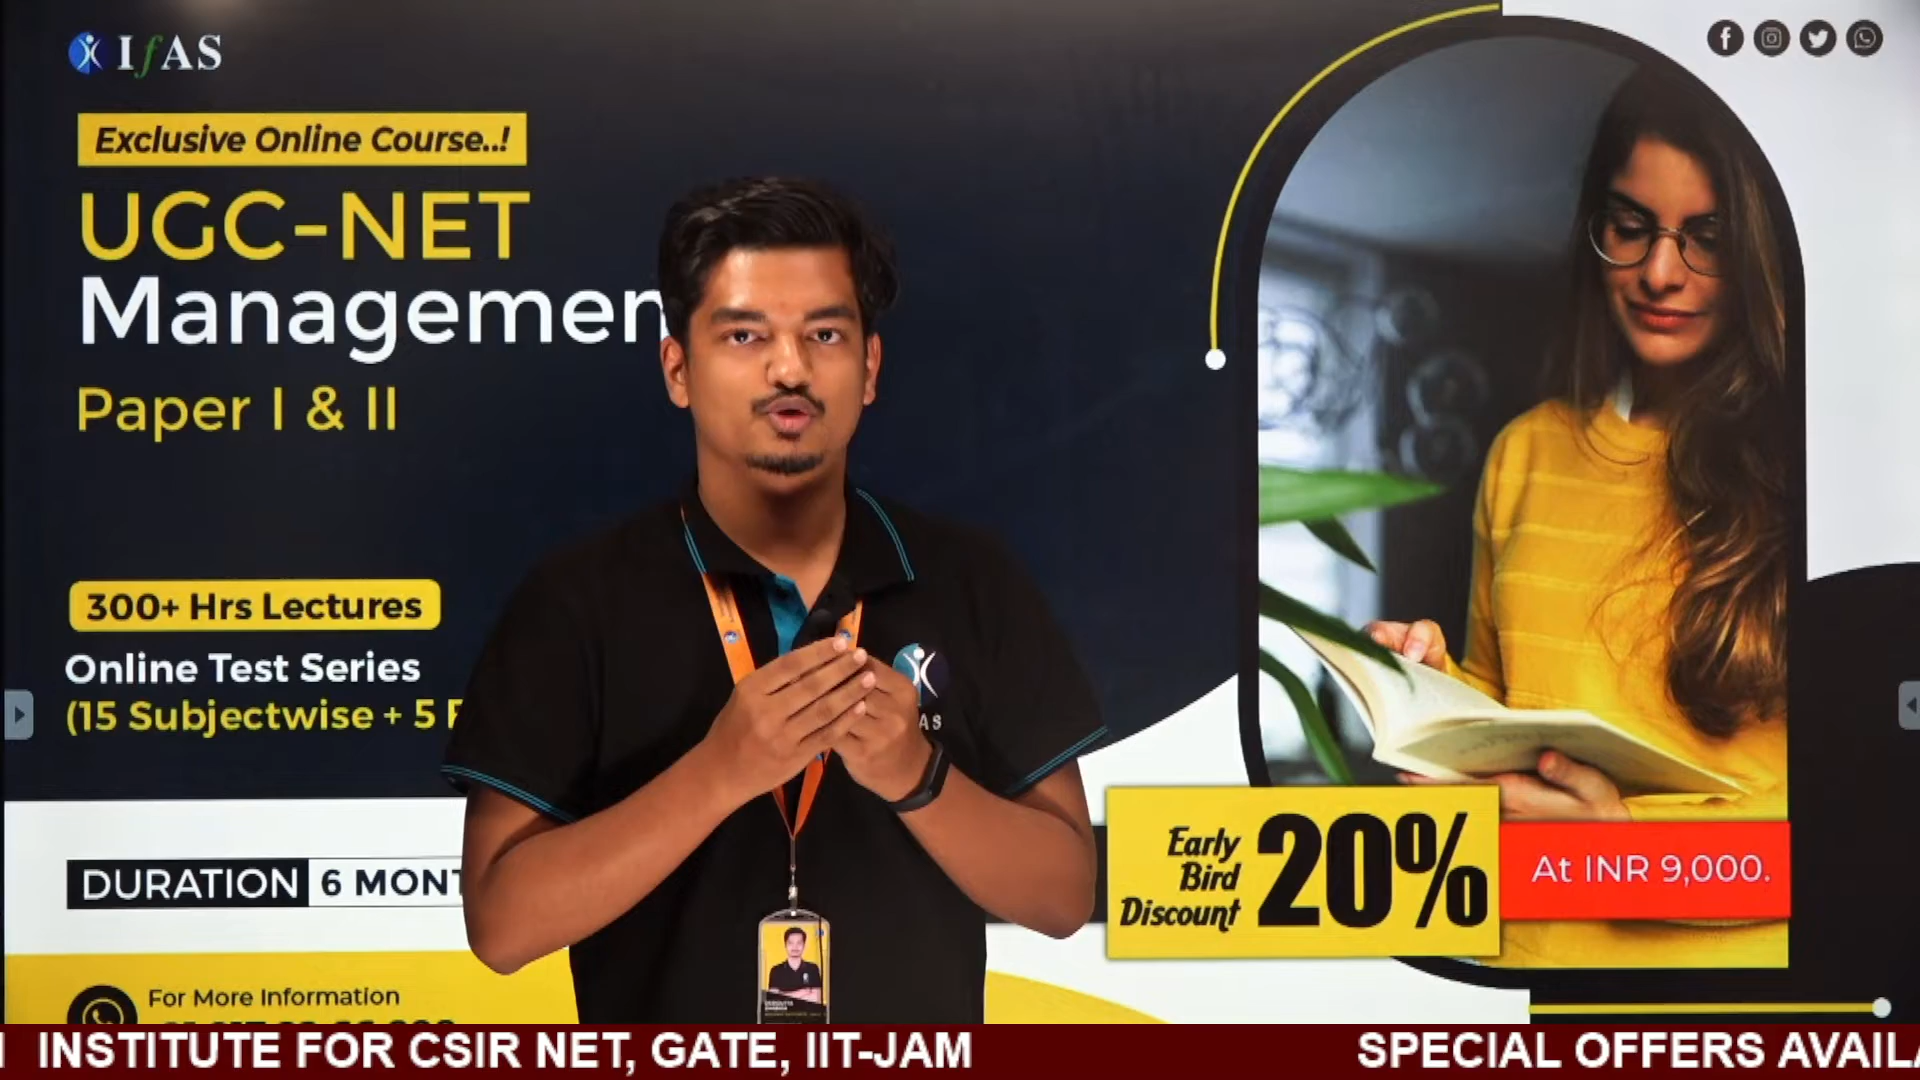 IfAS
Exclusive Online Course..!
UGC-NET
Managemen
Paper I & II
300+ Hrs Lectures
Online Test Series
(15 Subjectwise + 5
DURATION 6 MONT
For More Information
AS
Early
Bird
Discount
20%
At INR 9,000.
INSTITUTE FOR CSIR NET, GATE, IIT-JAM
SPECIAL OFFERS AVAILA